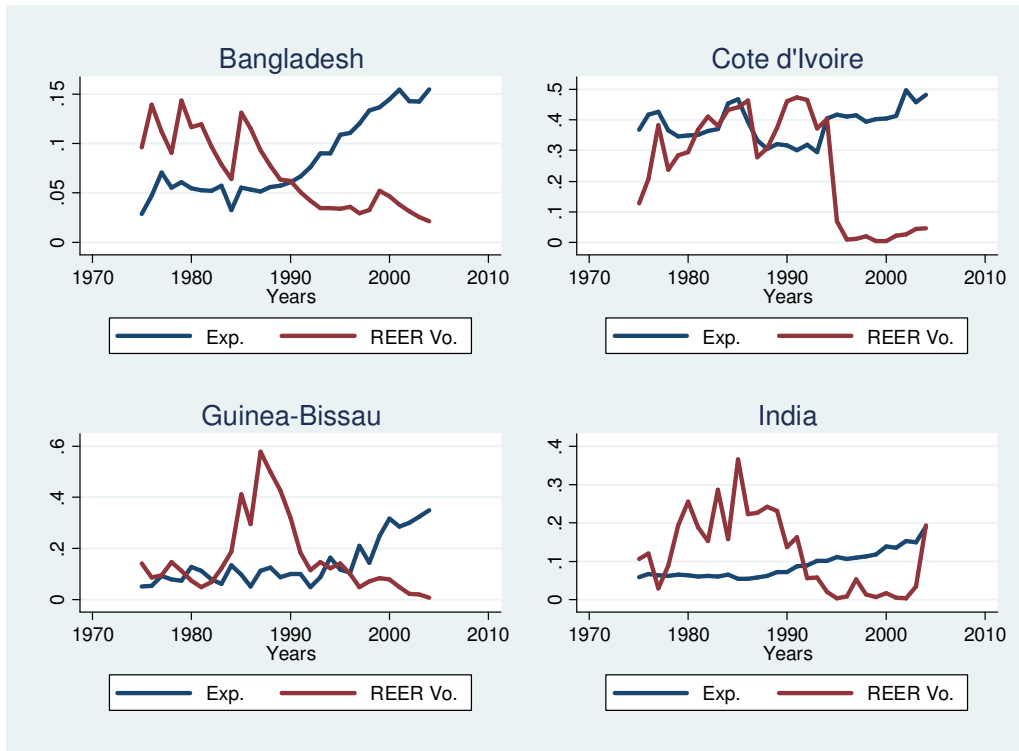 Bangladesh
.15
.1
.05
0
1970 1980 1990 2000 2010
Years
Exp. REER Vo.
Cote d'Ivoire
.5
.4
.3
.2
.1
0
1970 1980 1990 2000 2010
Years
Exp. REER Vo.
Guinea-Bissau
.6
.4
.2
0
1970 1980 1990 2000 2010
Years
Exp. REER Vo.
India
.4
.3
.2
.1
0
1970 1980 1990 2000 2010
Years
Exp. REER Vo.